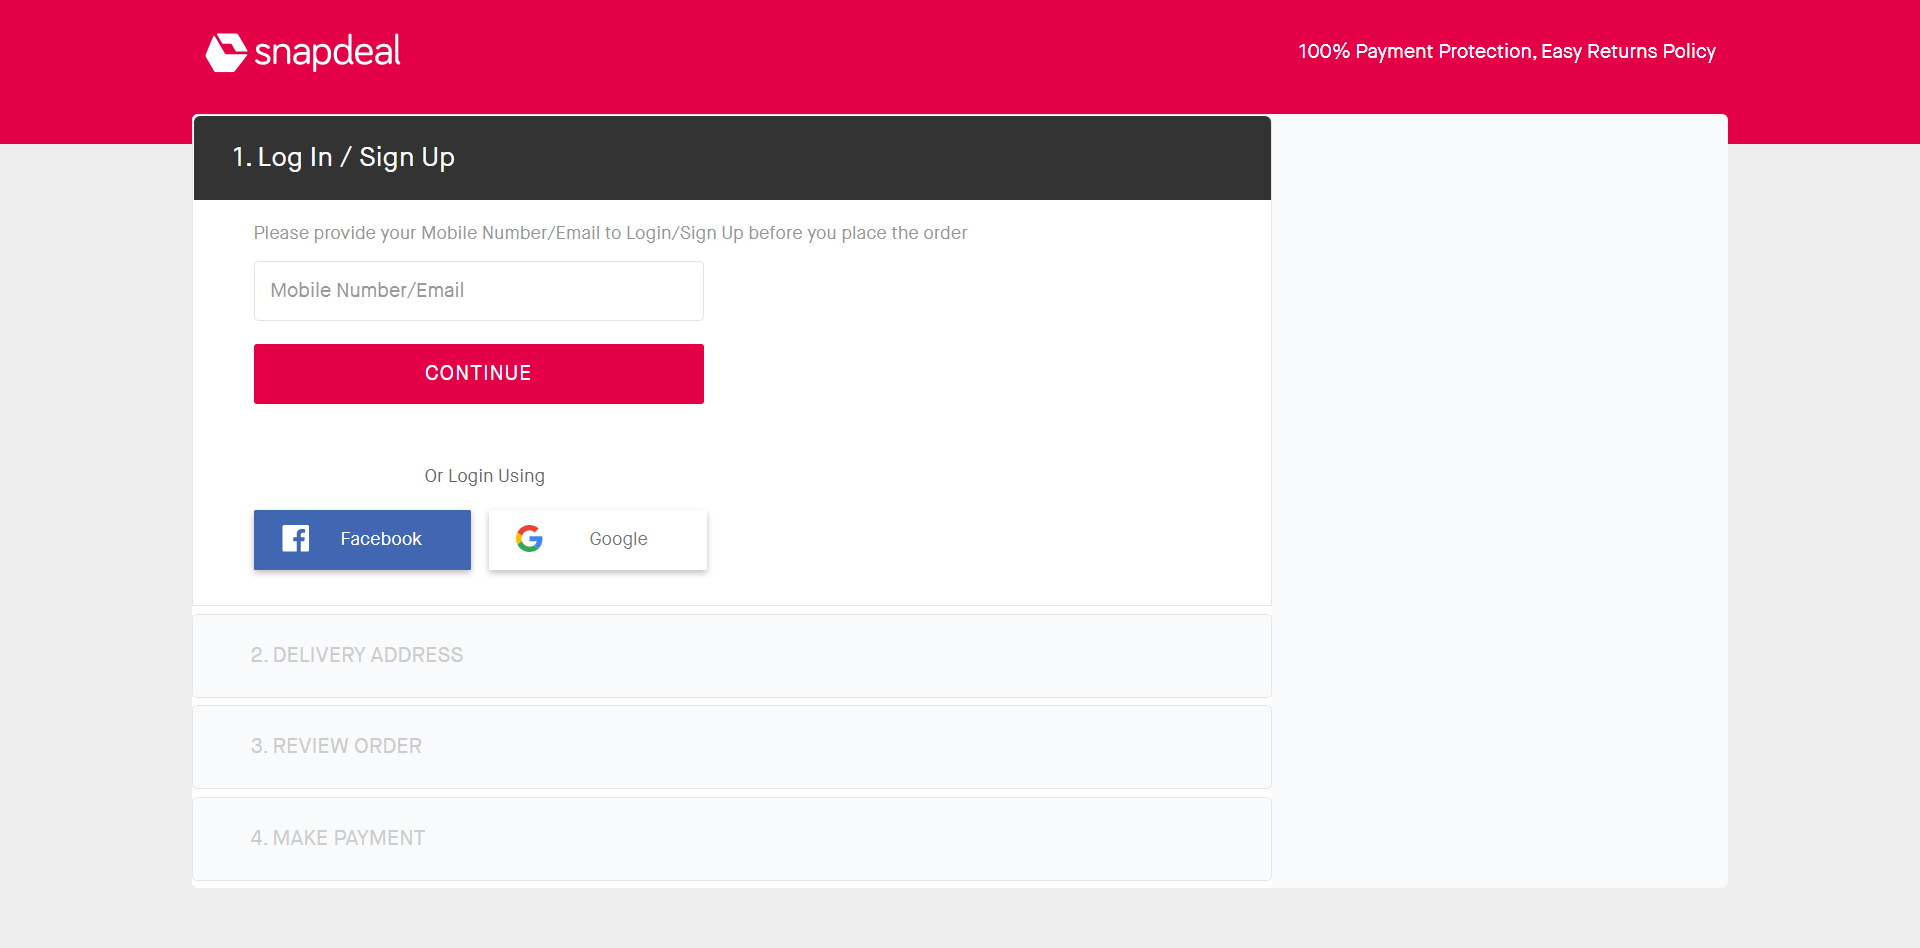 snapdeal
100% Payment Protection, Easy Returns Policy
1. Log In / Sign Up
Please provide your Mobile Number/Email to Login/Sign Up before you place the order
Mobile Number/Email
CONTINUE
Or Login Using
Facebook
Google
2. DELIVERY ADDRESS
3. REVIEW ORDER
4. MAKE PAYMENT